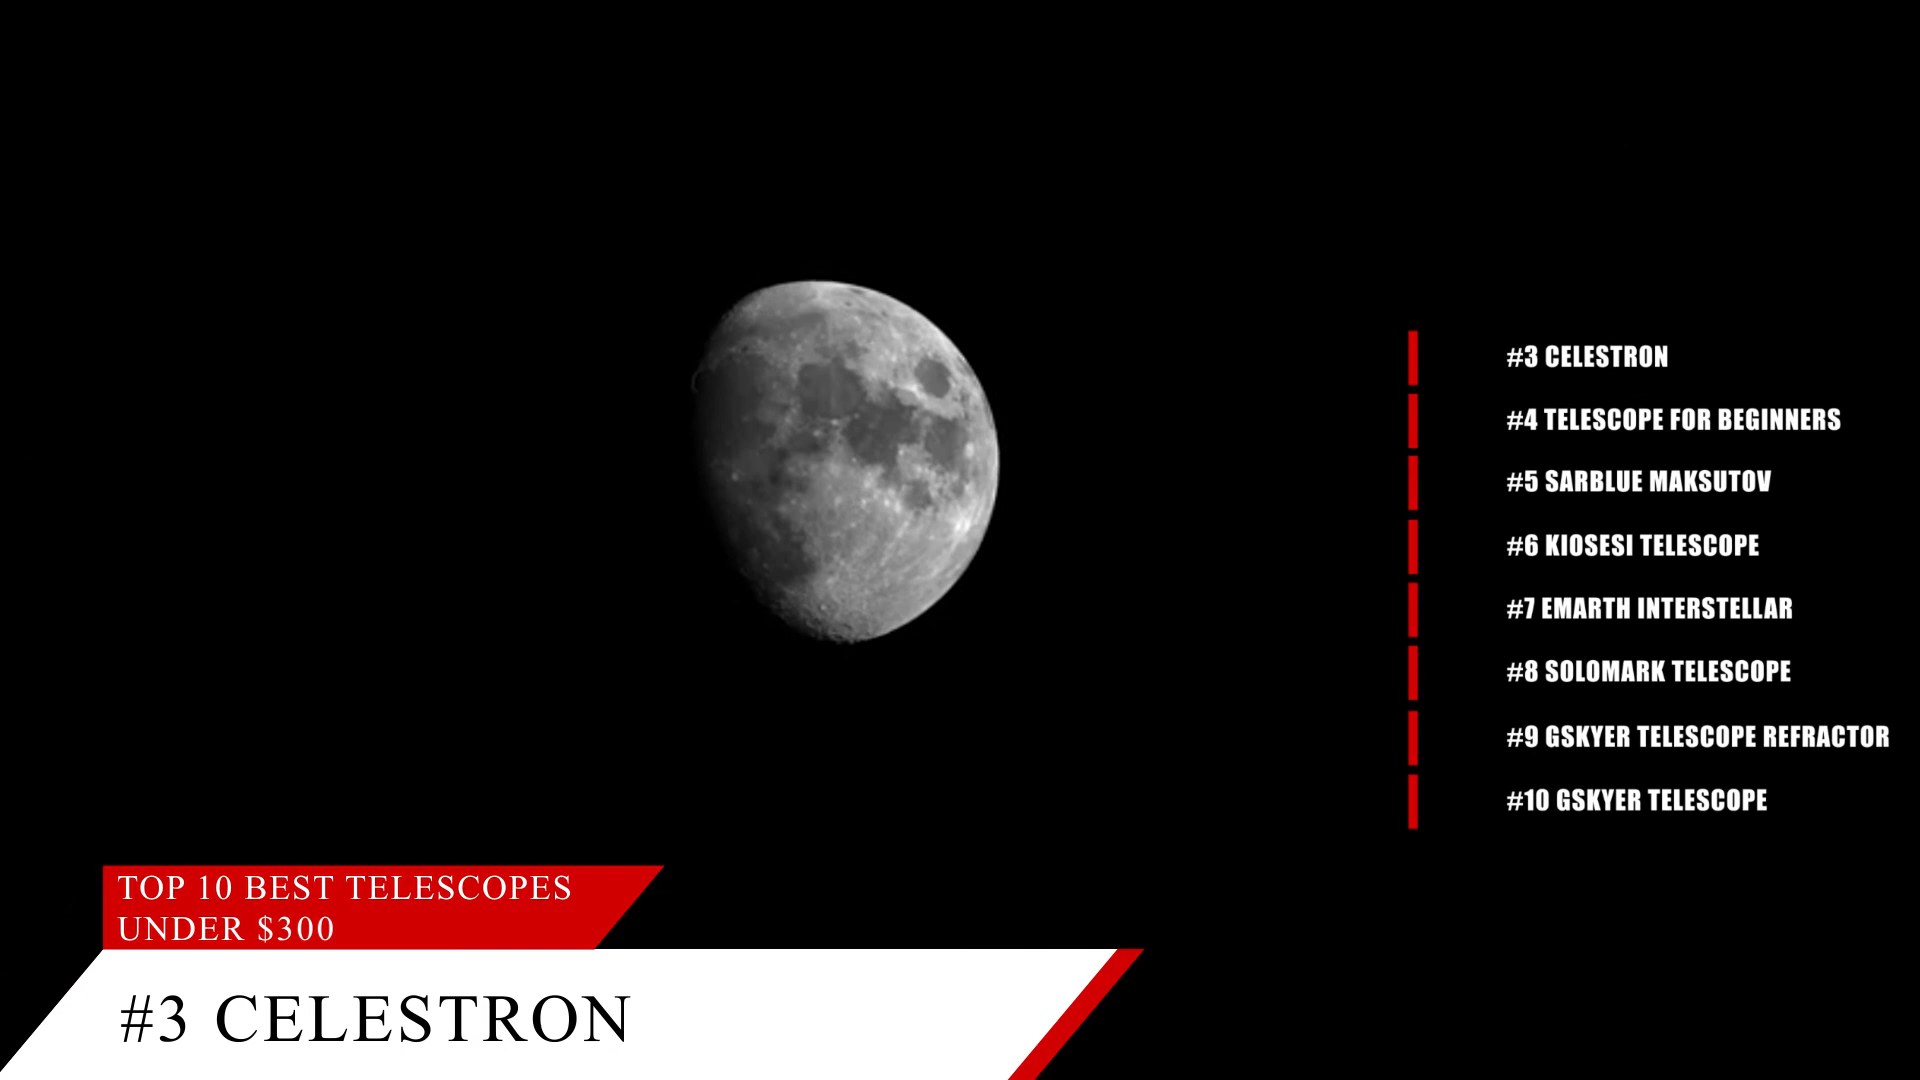 #3 CELESTRON
#4 TELESCOPE FOR BEGINNERS
#5 SARBLUE MAKSUTOV
#6 KIOSESI TELESCOPE
#7 EMARTH INTERSTELLAR
#8 SOLOMARK TELESCOPE
#9 GSKYER TELESCOPE REFRACTOR
#10 GSKYER TELESCOPE
TOP 10 BEST TELESCOPES
UNDER $300
#3 CELESTRON